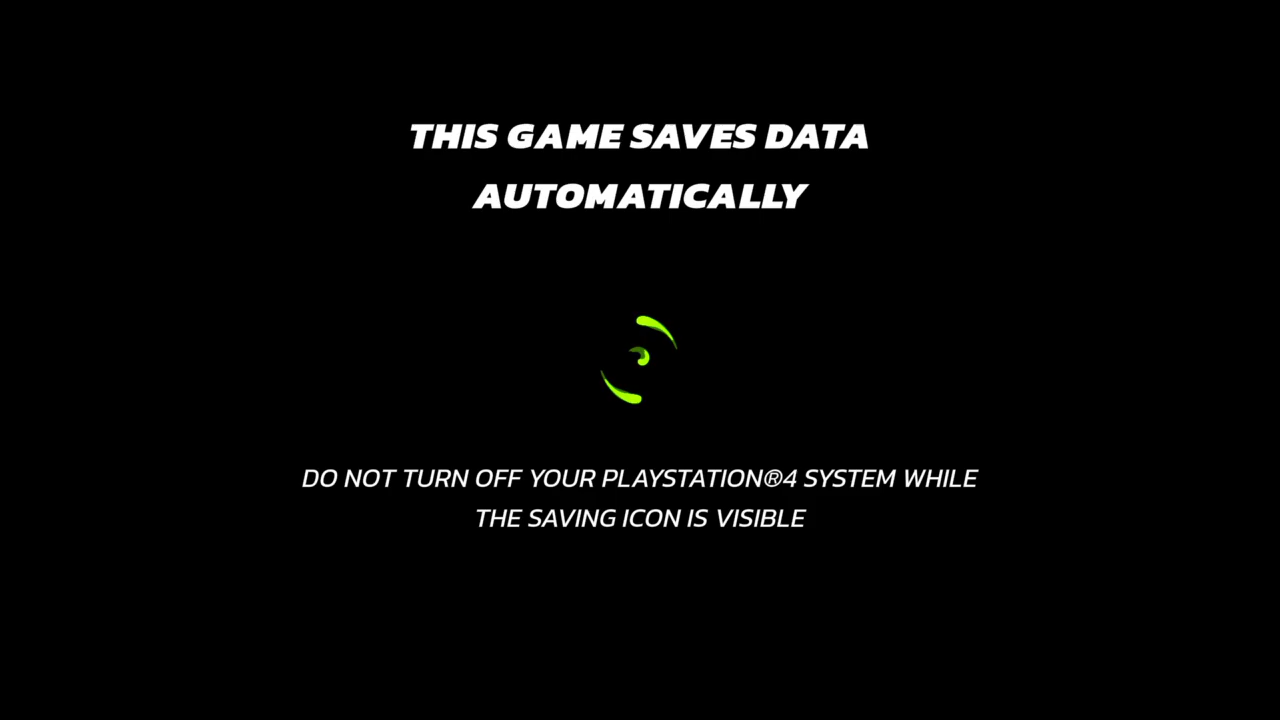 THIS GAME SAVES DATA
AUTOMATICALLY
DO NOT TURN OFF YOUR PLAYSTATION®4 SYSTEM WHILE
THE SAVING ICON IS VISIBLE